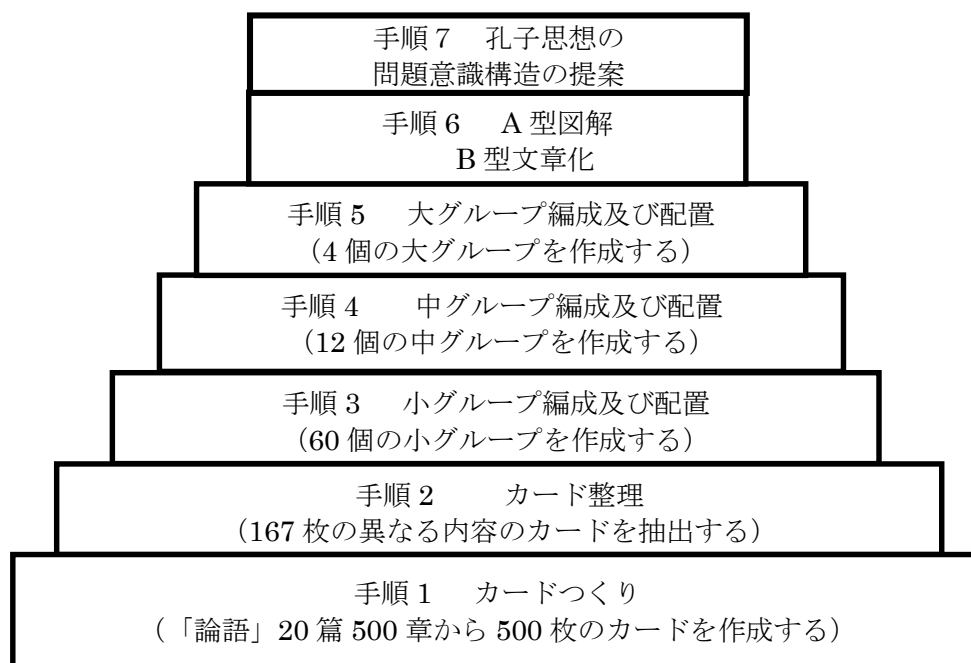 手順７　孔子思想の
問題意識構造の提案
手順 6　A 型図解
B 型文章化
手順 5　大グループ編成及び配置
（4 個の大グループを作成する）
手順 4　中グループ編成及び配置
（12 個の中グループを作成する）
手順 3　小グループ編成及び配置
（60 個の小グループを作成する）
手順 2　カード整理
（167 枚の異なる内容のカードを抽出する）
手順 1　カードつくり
（「論語」20 篇 500 章から 500 枚のカードを作成する）